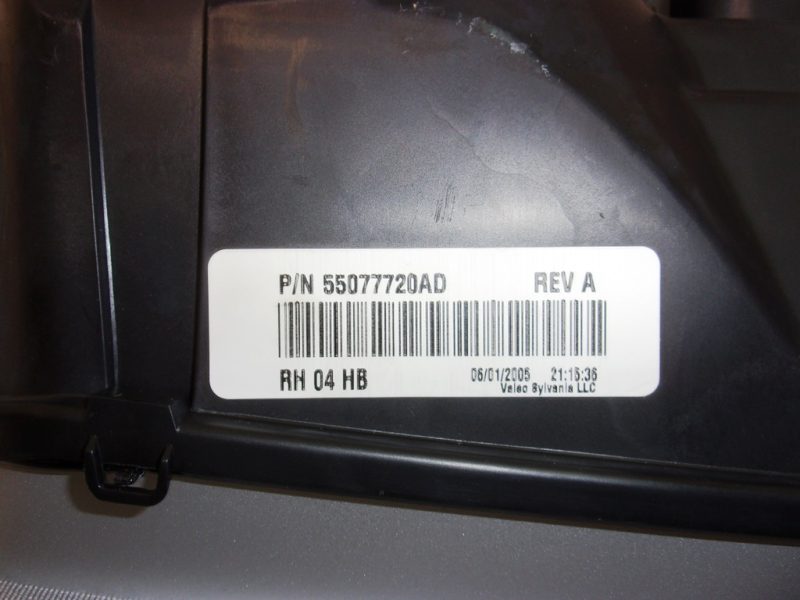 P/N 55077720AD REV A
RH 04 HB 06/01/2005 21:15:36
Valeo Sylvania LLC